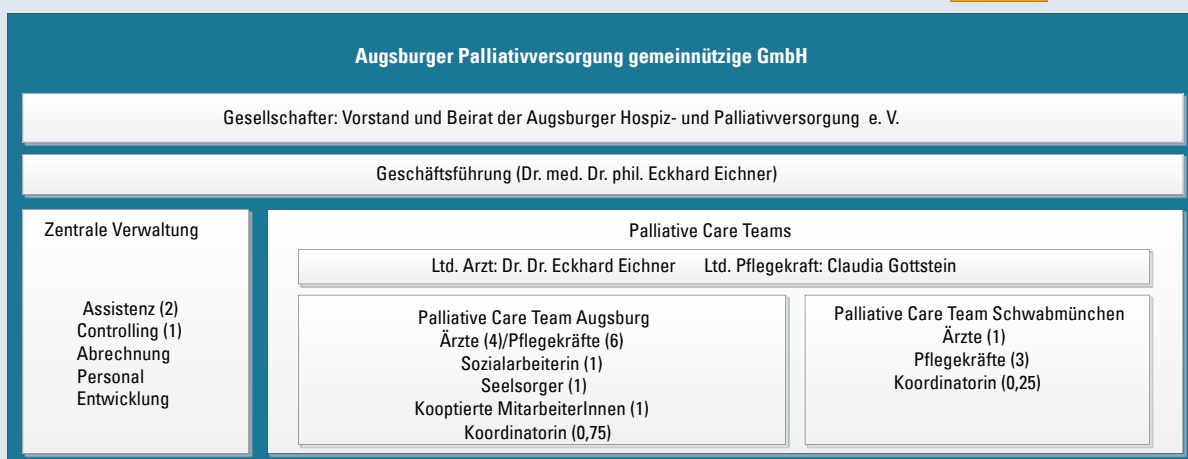 Augsburger Palliativversorgung gemeinnützige GmbH
Gesellschafter: Vorstand und Beirat der Augsburger Hospiz- und Palliativversorgung e. V.
Geschäftsführung (Dr. med. Dr. phil. Eckhard Eichner)
Zentrale Verwaltung
Assistenz (2)
Controlling (1)
Abrechnung
Personal
Entwicklung
Palliative Care Teams
Ltd. Arzt: Dr. Dr. Eckhard Eichner Ltd. Pflegekraft: Claudia Gottstein
Palliative Care Team Augsburg
Ärzte (4)/Pflegekräfte (6)
Sozialarbeiterin (1)
Seelsorger (1)
Kooptierte MitarbeiterInnen (1)
Koordinatorin (0,75)
Palliative Care Team Schwabmünchen
Ärzte (1)
Pflegekräfte (3)
Koordinatorin (0,25)